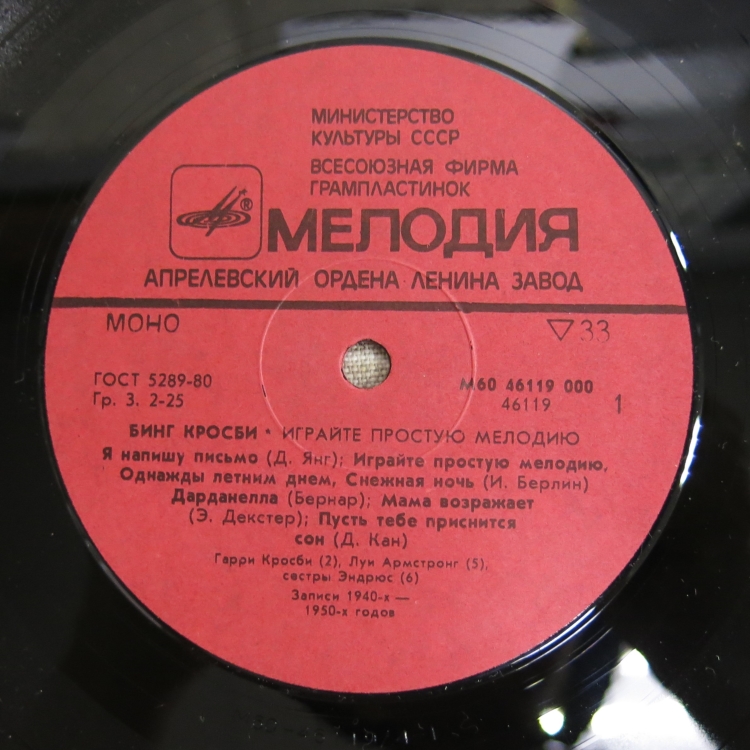 МИНИСТЕРСТВО
КУЛЬТУРЫ СССР
ВСЕСОЮЗНАЯ ФИРМА
ГРАМПЛАСТИНОК
®
МЕЛОДИЯ
АПРЕЛЕВСКИЙ ОРДЕНА ЛЕНИНА ЗАВОД
МОНО ▽ 33
ГОСТ 5289-80 М60 46119 000
Гр. 3. 2-25 46119 1
БИНГ КРОСБИ * ИГРАЙТЕ ПРОСТУЮ МЕЛОДИЮ
Я напишу письмо (Д. Янг); Играйте простую мелодию,
Однажды летним днем, Снежная ночь (И. Берлин)
Дарданелла (Бернар); Мама возражает
(Э. Декстер); Пусть тебе приснится
сон (Д. Кан)
Гарри Кросби (2), Луи Армстронг (5),
сестры Эндрюс (6)
Записи 1940-х —
1950-х годов